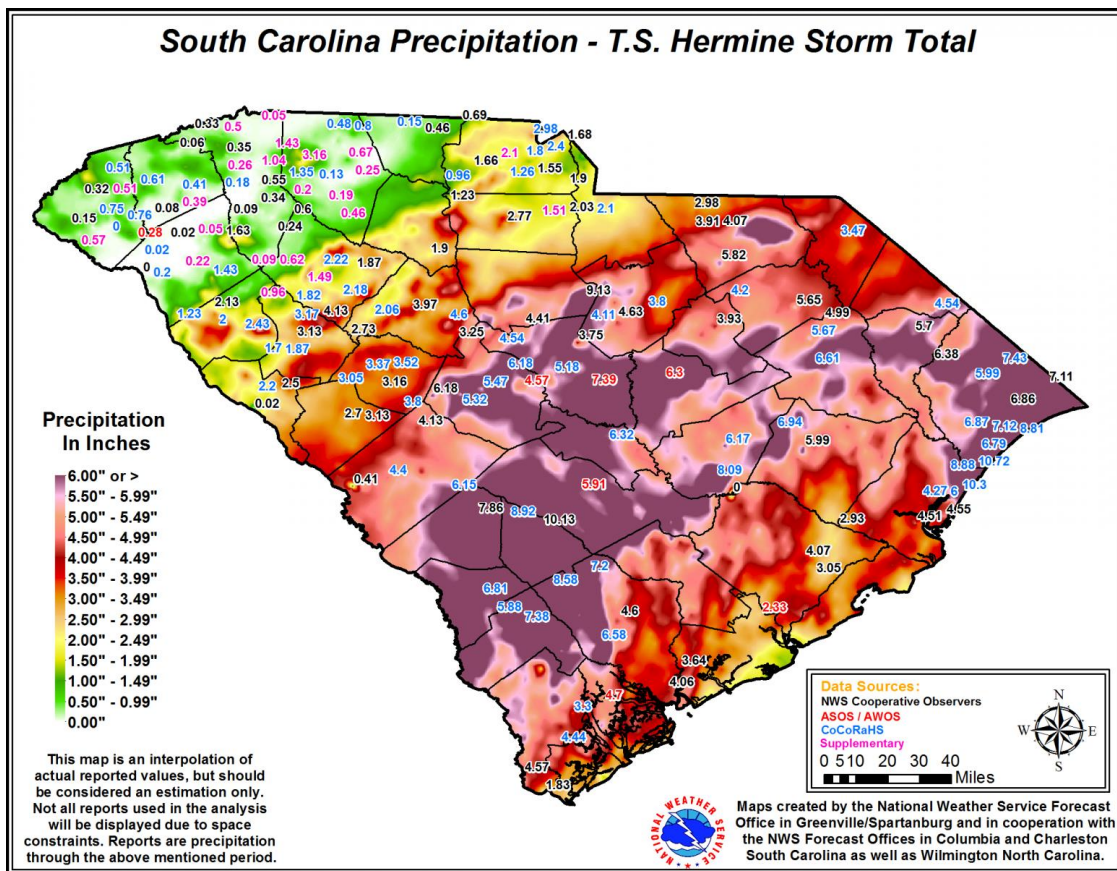 South Carolina Precipitation - T.S. Hermine Storm Total
0.05
0.33 0.5 0.48 0.8 0.15 0.46 0.69 2.98 1.68
0.06 0.35 1.43 3.16 0.67 1.66 2.1 1.8 2.4
0.51 0.26 1.04 0.25 1.26 1.55
0.61 0.41 0.18 0.55 1.35 0.13 0.96 1.9
0.32 0.51 0.39 0.34 0.2 0.19 1.23
0.15 0.75 0.76 0.08 0.09 0.6 0.46 2.77 1.51 2.03 2.1 2.98
0 0.28 0.02 0.05 1.63 0.24 3.91 4.07 3.47
0.57 0.02 1.9
0 0.2 0.22 1.43 0.09 0.62 2.22 1.87 5.82
1.49
0.96 1.82 2.18 9.13 4.2
1.23 2.13 3.17 4.13 2.06 3.97 4.6 4.41 4.11 4.63 3.8 3.93 5.65 4.99 4.54
2 2.43 3.13 2.73 3.25 4.54 3.75 5.67 5.7
1.7 1.87 3.37 3.52 6.18 5.18 6.3 6.61 6.38 7.43
2.2 2.5 3.05 3.16 5.47 4.57 7.39 5.99 7.11
0.02 3.8 6.18 5.32 6.86
2.7 3.13 4.13 6.32 6.17 6.94 5.99 6.87 7.12 8.81
6.79
0.41 4.4 6.15 5.91 8.09 8.88 10.72
0 4.27 6 10.3
7.86 8.92 10.13 2.93 4.51 4.55
4.07
7.2 3.05
6.81 8.58
5.88 7.38 4.6 2.33
6.58
3.64
4.06
3.3 4.7
4.44
4.57
1.83
Precipitation
In Inches
6.00" or >
5.50" - 5.99"
5.00" - 5.49"
4.50" - 4.99"
4.00" - 4.49"
3.50" - 3.99"
3.00" - 3.49"
2.50" - 2.99"
2.00" - 2.49"
1.50" - 1.99"
1.00" - 1.49"
0.50" - 0.99"
0.00"
This map is an interpolation of
actual reported values, but should
be considered an estimation only.
Not all reports used in the analysis
will be displayed due to space
constraints. Reports are precipitation
through the above mentioned period.
Data Sources:
NWS Cooperative Observers
ASOS / AWOS
CoCoRaHS
Supplementary
0 5 10 20 30 40
Miles
N
W E
S
NATIONAL WEATHER SERVICE
Maps created by the National Weather Service Forecast
Office in Greenville/Spartanburg and in cooperation with
the NWS Forecast Offices in Columbia and Charleston
South Carolina as well as Wilmington North Carolina.